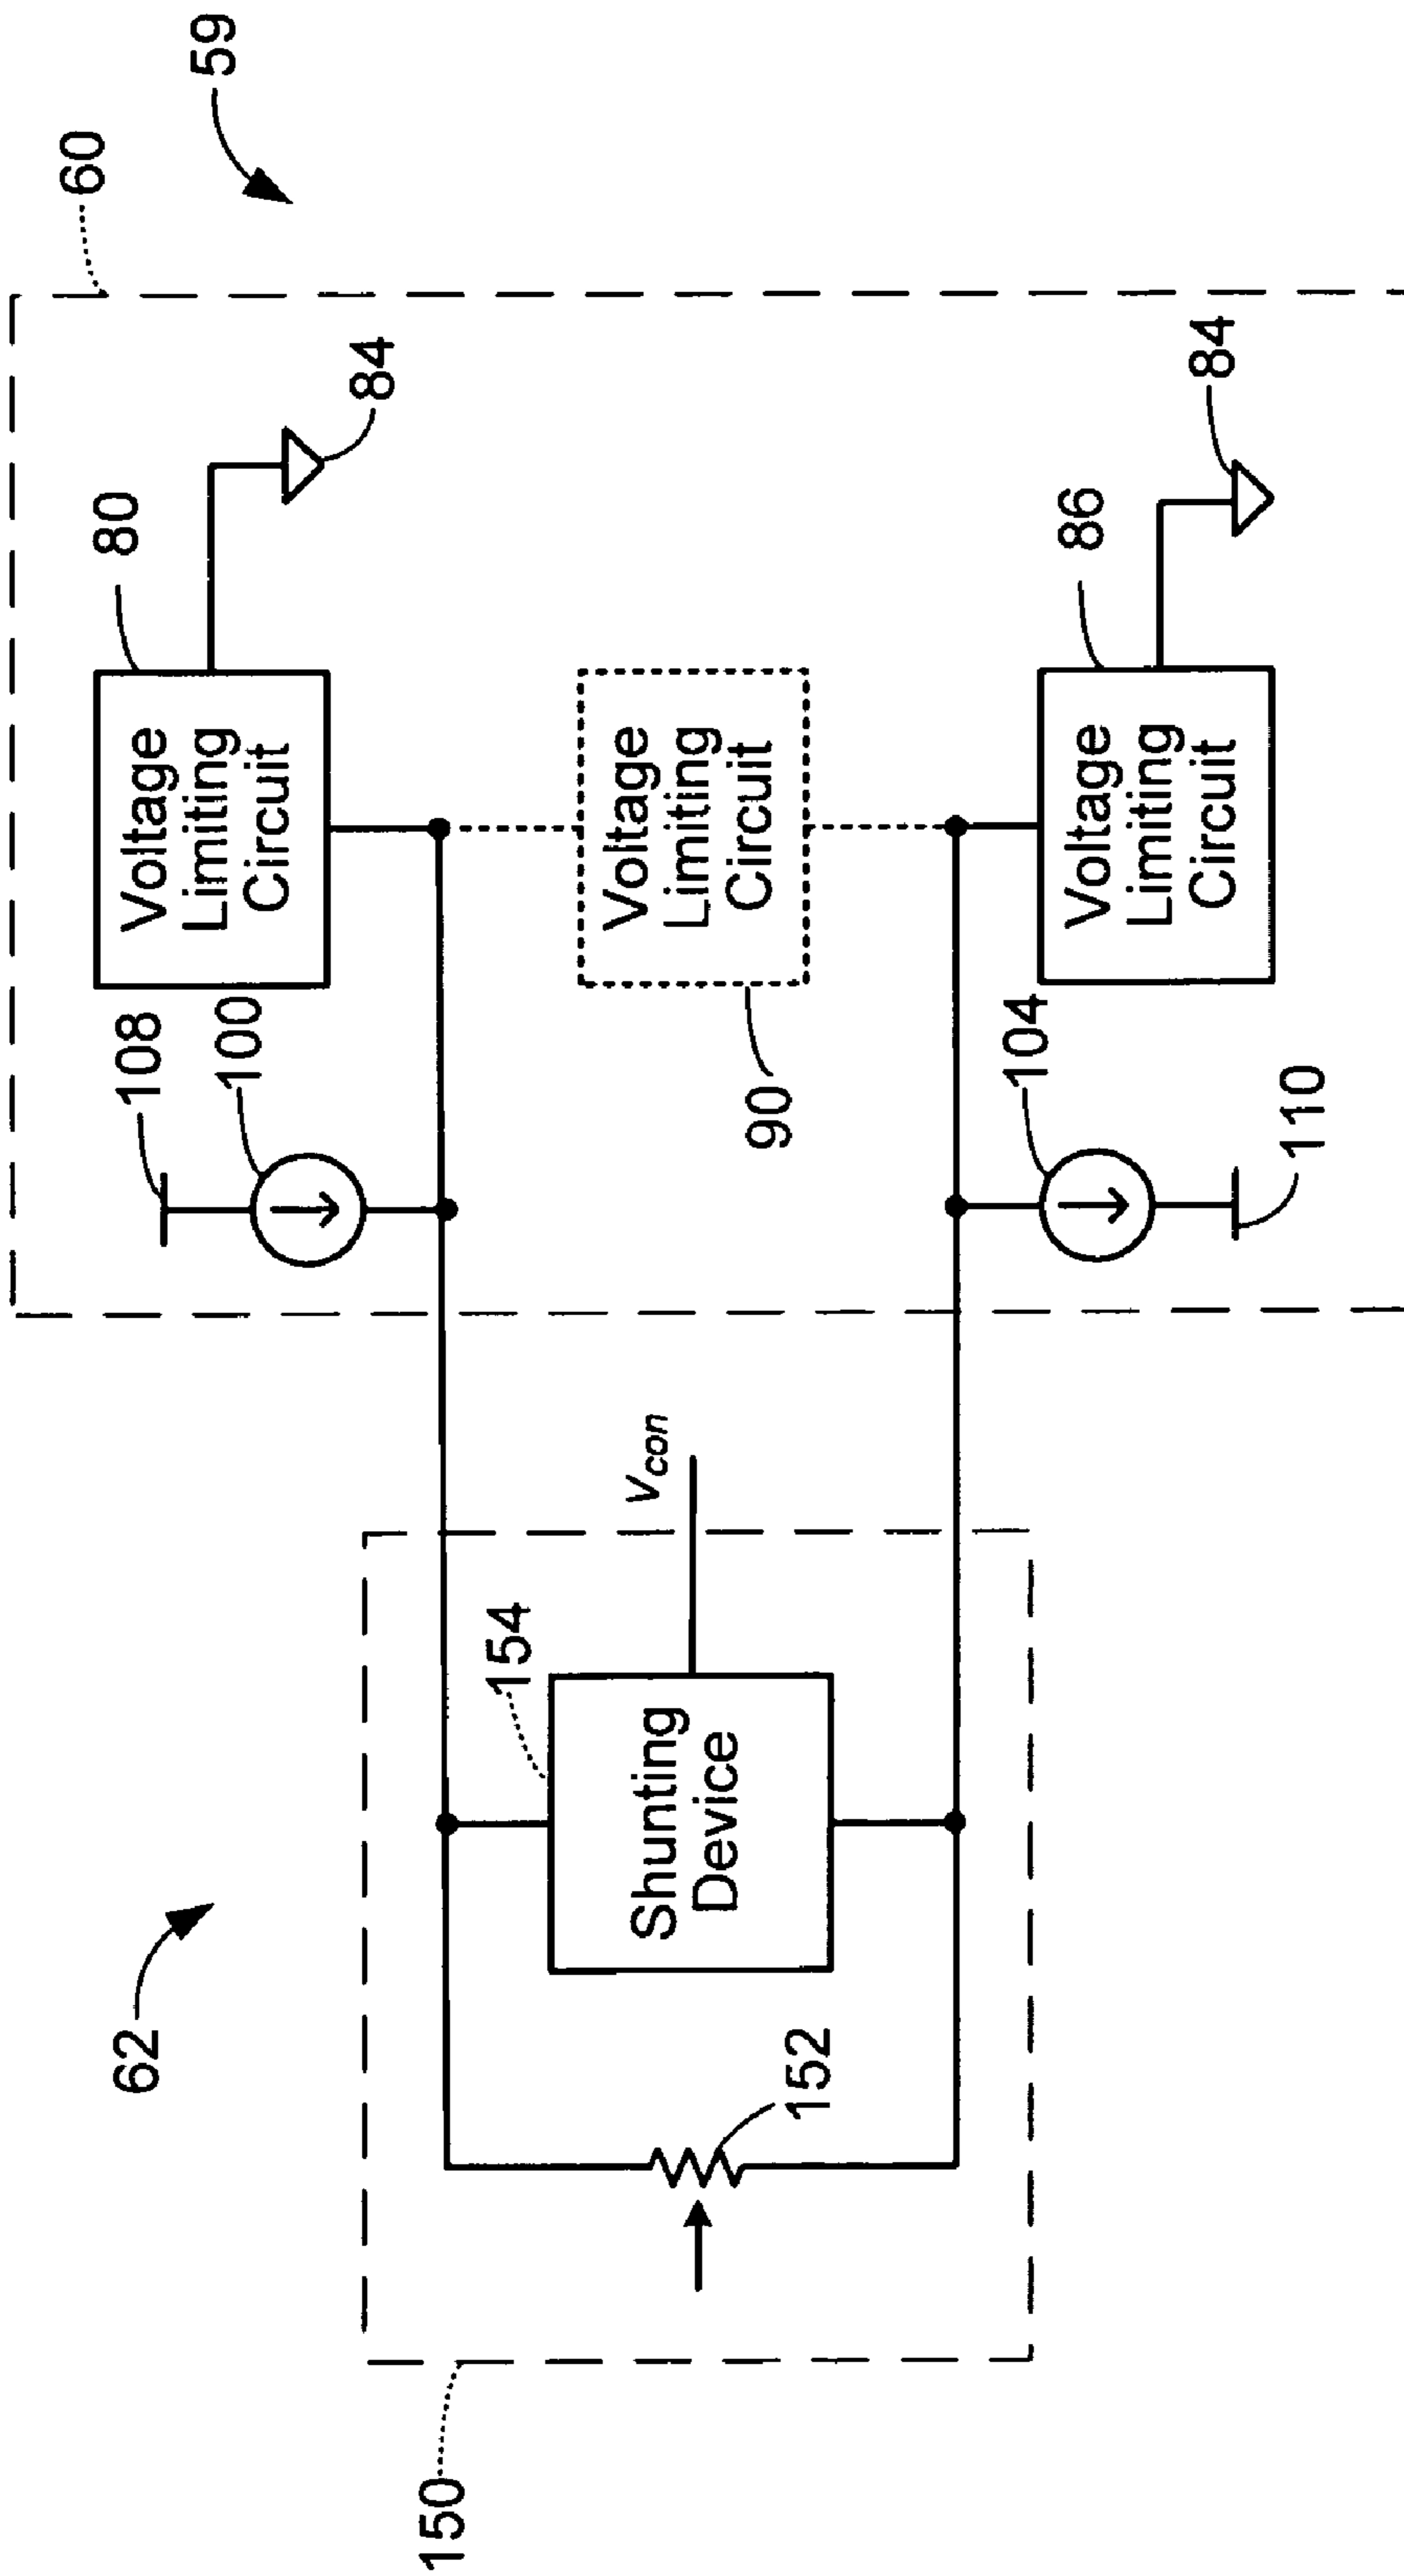 59
60
62
80
84
108
100
Voltage
Limiting
Circuit
150
154
Vcon
Shunting
Device
152
90
Voltage
Limiting
Circuit
84
86
104
110
Voltage
Limiting
Circuit